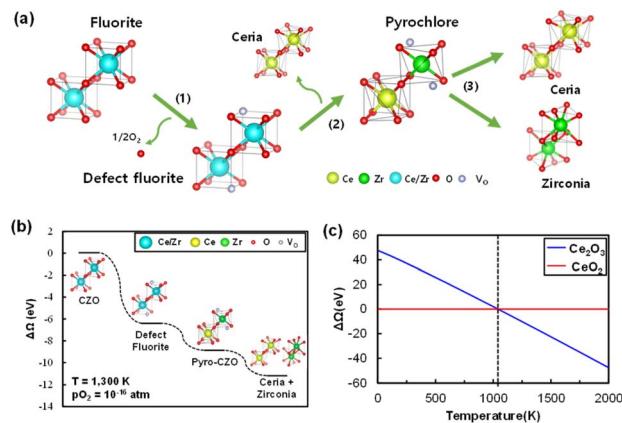 (a)
Fluorite
Ceria
Pyrochlore
(1)
(2)
(3)
1/2O₂
Defect fluorite
Ceria
Zirconia
Ce Zr Ce/Zr O V_O
(b)
ΔΩ (eV)
2
0
-2
-4
-6
-8
-10
-12
-14
Ce/Zr Ce Zr O V_O
CZO
Defect
Fluorite
Pyro-CZO
Ceria +
Zirconia
T = 1,300 K
pO₂ = 10⁻¹⁶ atm
(c)
ΔΩ(eV)
60
40
20
0
-20
-40
-60
Ce₂O₃
CeO₂
0 500 1000 1500 2000
Temperature(K)